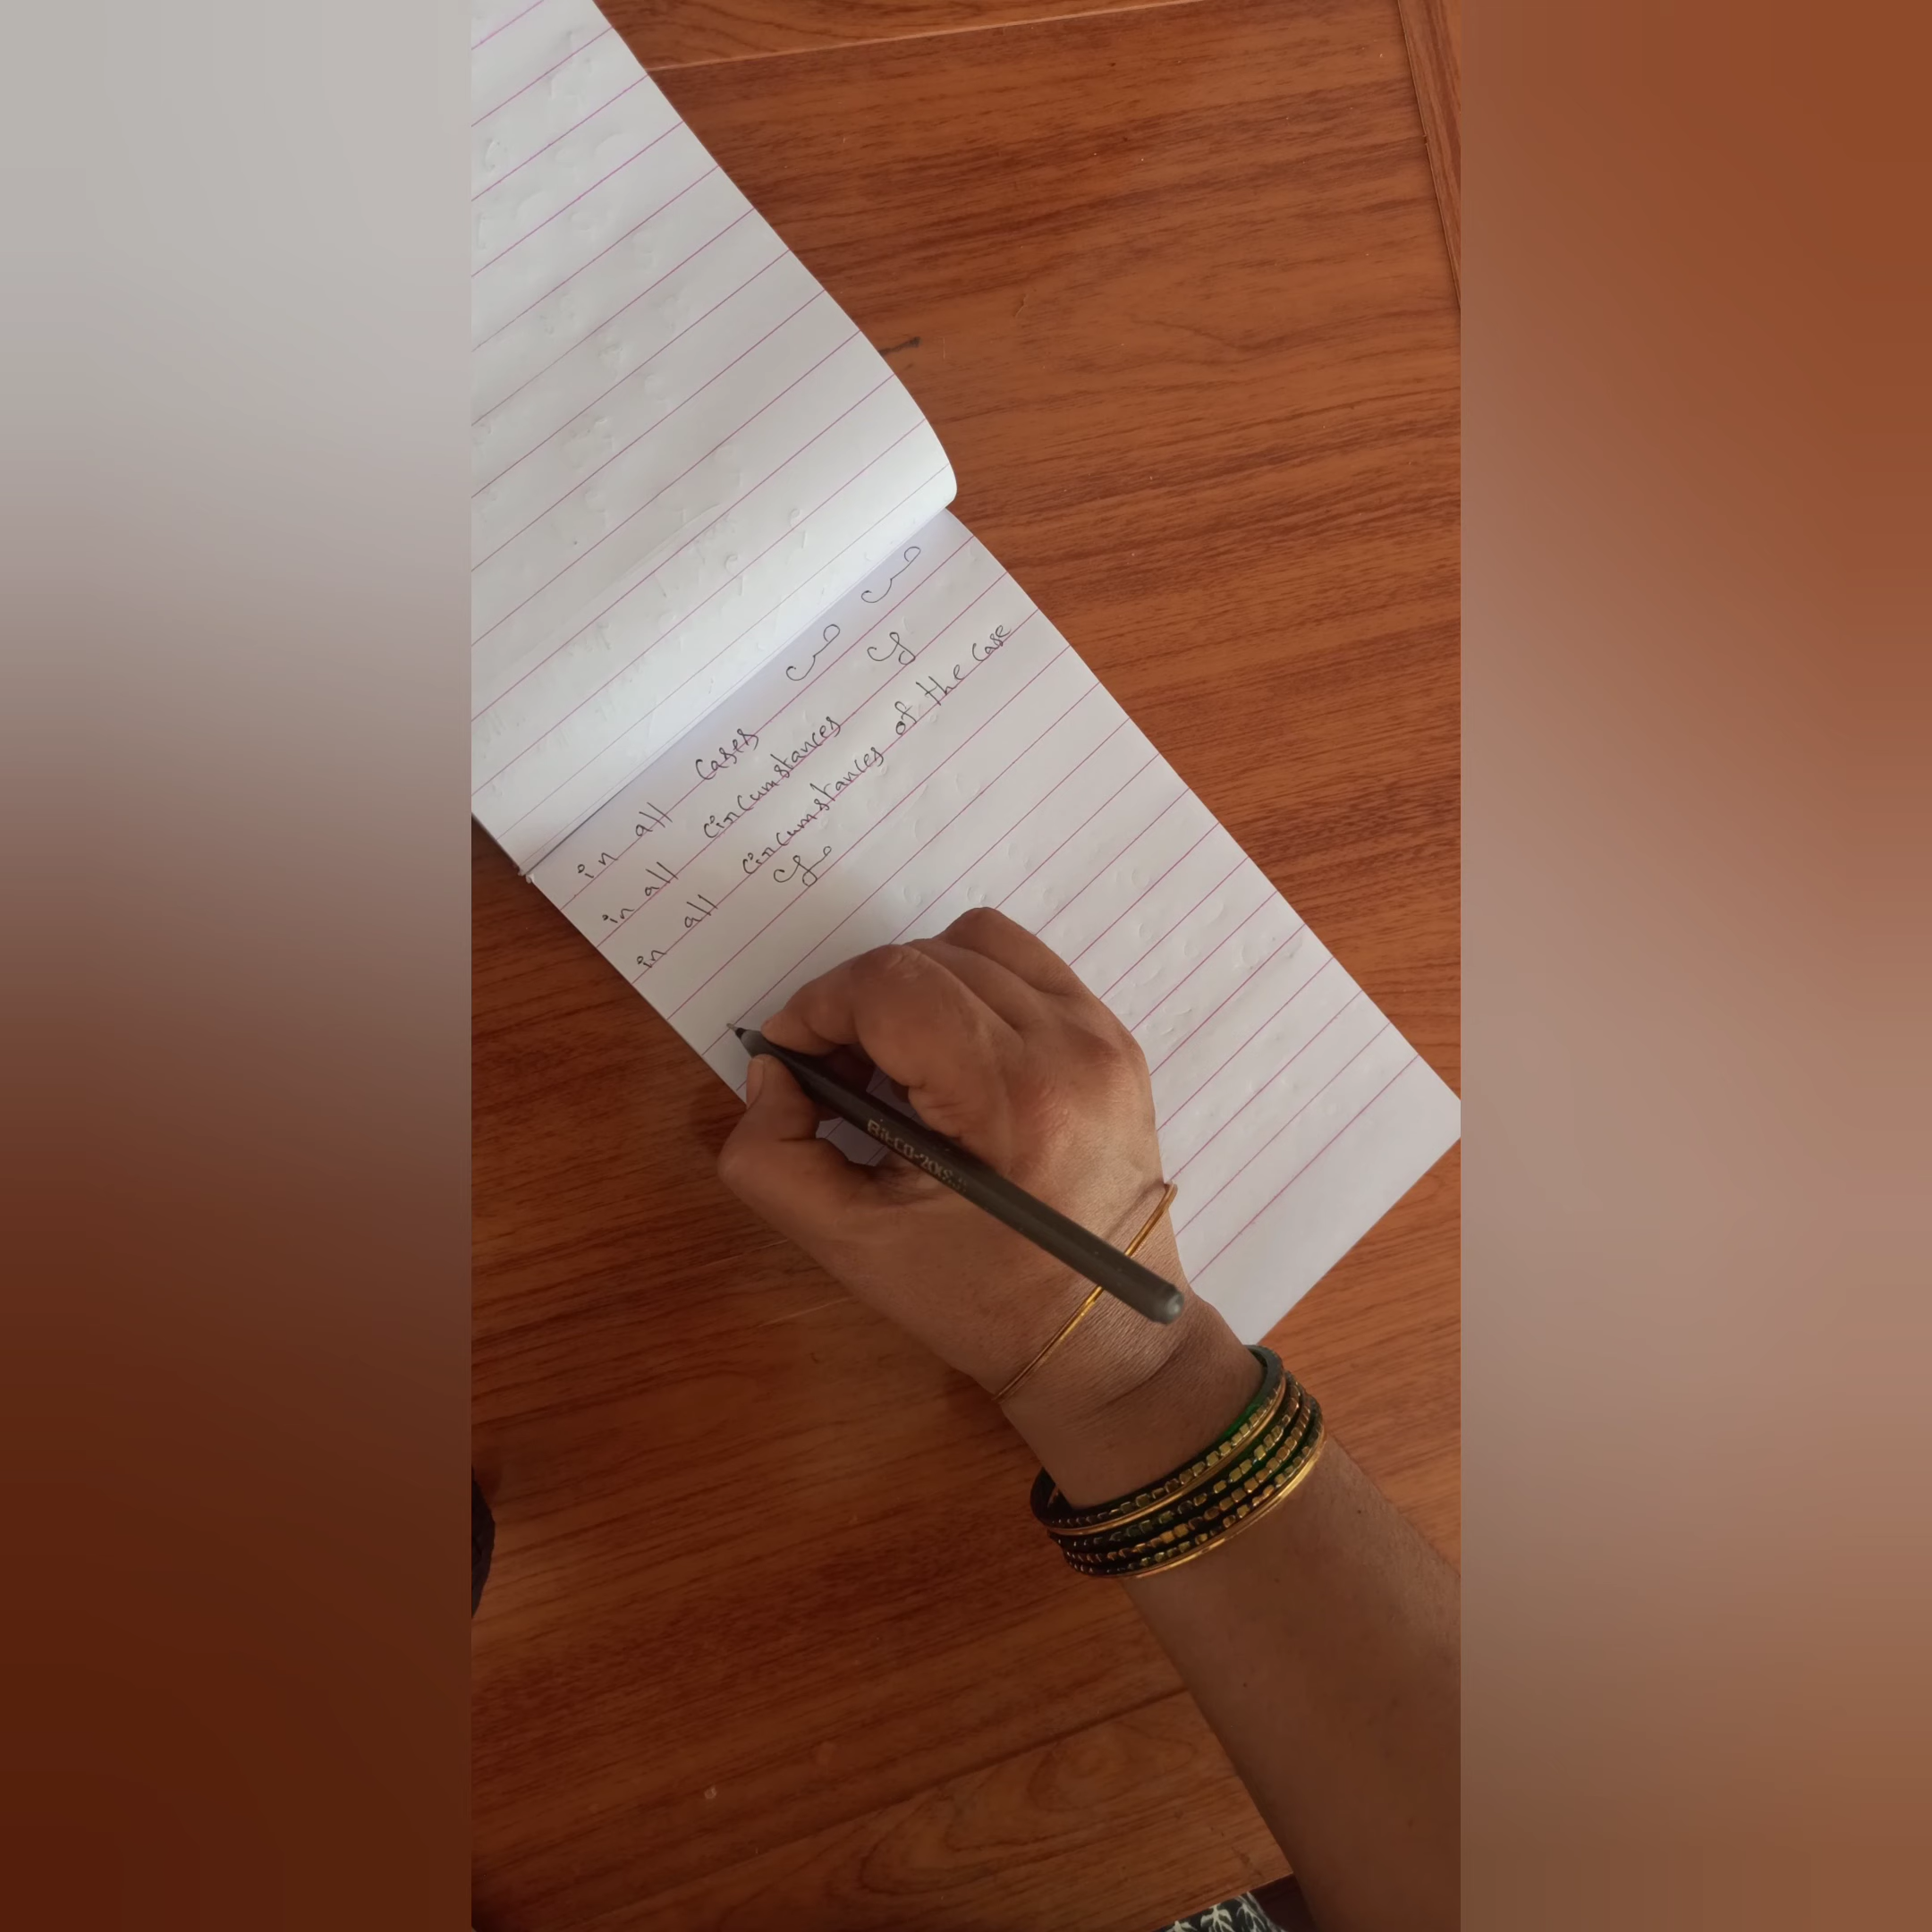 in all cases
in all circumstances
in all circumstances of the case